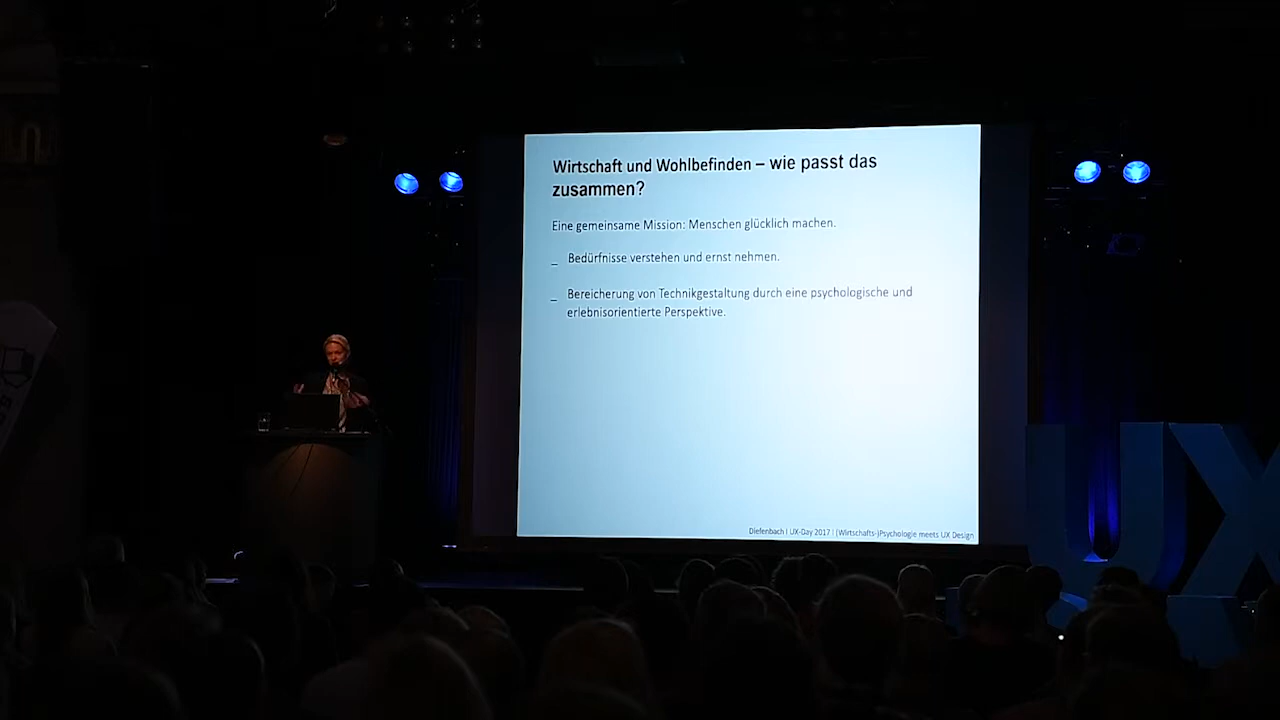 Wirtschaft und Wohlbefinden – wie passt das
zusammen?
Eine gemeinsame Mission: Menschen glücklich machen.
_ Bedürfnisse verstehen und ernst nehmen.
_ Bereicherung von Technikgestaltung durch eine psychologische und
erlebnisorientierte Perspektive.
Diefenbach | UX-Day 2017 | (Wirtschafts-)Psychologie meets UX Design
UX